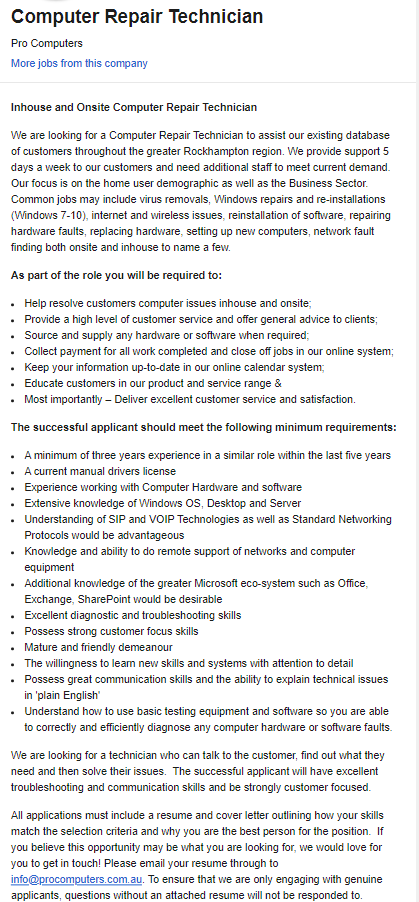 Computer Repair Technician
Pro Computers
More jobs from this company
Inhouse and Onsite Computer Repair Technician
We are looking for a Computer Repair Technician to assist our existing database
of customers throughout the greater Rockhampton region. We provide support 5
days a week to our customers and need additional staff to meet current demand.
Our focus is on the home user demographic as well as the Business Sector.
Common jobs may include virus removals, Windows repairs and re-installations
(Windows 7-10), internet and wireless issues, reinstallation of software, repairing
hardware faults, replacing hardware, setting up new computers, network fault
finding both onsite and inhouse to name a few.
As part of the role you will be required to:
• Help resolve customers computer issues inhouse and onsite;
• Provide a high level of customer service and offer general advice to clients;
• Source and supply any hardware or software when required;
• Collect payment for all work completed and close off jobs in our online system;
• Keep your information up-to-date in our online calendar system;
• Educate customers in our product and service range &
• Most importantly – Deliver excellent customer service and satisfaction.
The successful applicant should meet the following minimum requirements:
• A minimum of three years experience in a similar role within the last five years
• A current manual drivers license
• Experience working with Computer Hardware and software
• Extensive knowledge of Windows OS, Desktop and Server
• Understanding of SIP and VOIP Technologies as well as Standard Networking
Protocols would be advantageous
• Knowledge and ability to do remote support of networks and computer
equipment
• Additional knowledge of the greater Microsoft eco-system such as Office,
Exchange, SharePoint would be desirable
• Excellent diagnostic and troubleshooting skills
• Possess strong customer focus skills
• Mature and friendly demeanour
• The willingness to learn new skills and systems with attention to detail
• Possess great communication skills and the ability to explain technical issues
in 'plain English'
• Understand how to use basic testing equipment and software so you are able
to correctly and efficiently diagnose any computer hardware or software faults.
We are looking for a technician who can talk to the customer, find out what they
need and then solve their issues.  The successful applicant will have excellent
troubleshooting and communication skills and be strongly customer focused.
All applications must include a resume and cover letter outlining how your skills
match the selection criteria and why you are the best person for the position.  If
you believe this opportunity may be what you are looking for, we would love for
you to get in touch! Please email your resume through to
info@procomputers.com.au. To ensure that we are only engaging with genuine
applicants, questions without an attached resume will not be responded to.